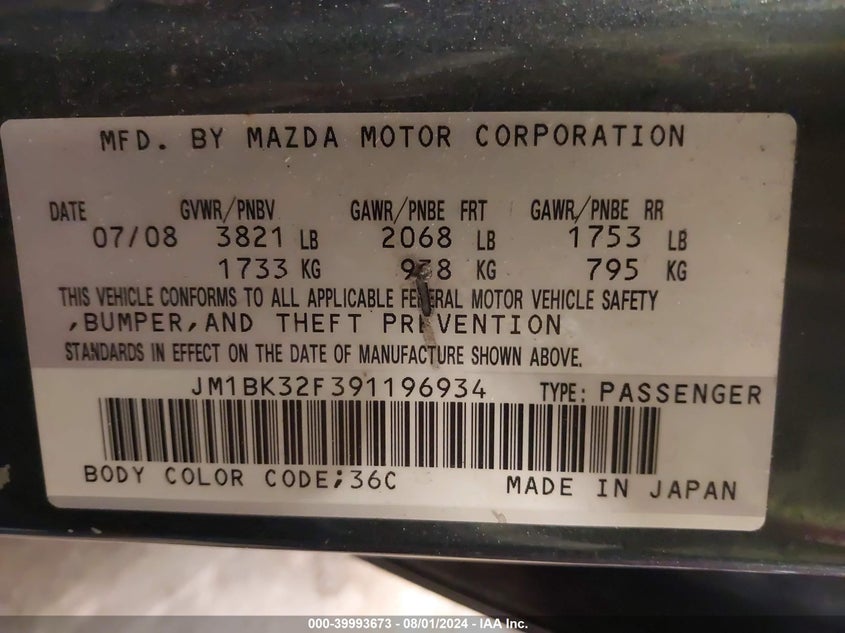 MFD. BY MAZDA MOTOR CORPORATION
DATE GVWR/PNBV GAWR/PNBE FRT GAWR/PNBE RR
07/08 3821 LB 2068 LB 1753 LB
1733 KG 938 KG 795 KG
THIS VEHICLE CONFORMS TO ALL APPLICABLE FEDERAL MOTOR VEHICLE SAFETY
,BUMPER,AND THEFT PREVENTION
STANDARDS IN EFFECT ON THE DATE OF MANUFACTURE SHOWN ABOVE.
JM1BK32F391196934 TYPE: PASSENGER
BODY COLOR CODE;36C MADE IN JAPAN
000-39993673 // 08/01/2024 - IAA Inc.